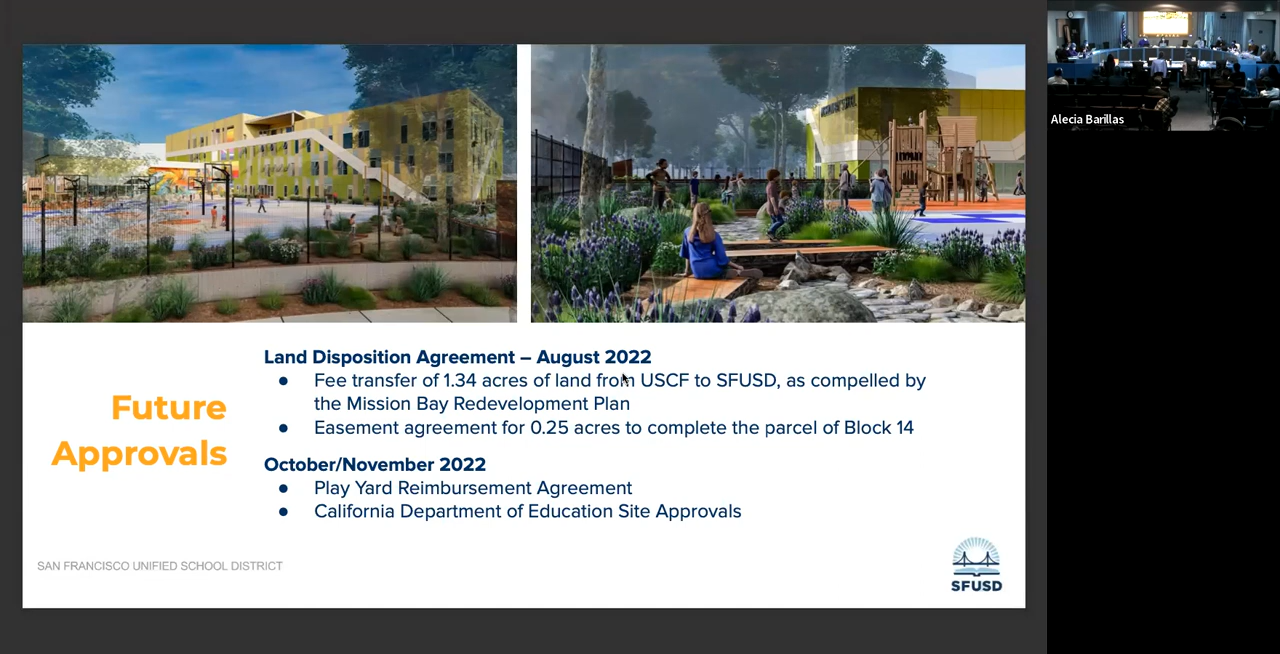 Alecia Barillas
Land Disposition Agreement – August 2022
● Fee transfer of 1.34 acres of land from USCF to SFUSD, as compelled by
the Mission Bay Redevelopment Plan
● Easement agreement for 0.25 acres to complete the parcel of Block 14
Future
Approvals
October/November 2022
● Play Yard Reimbursement Agreement
● California Department of Education Site Approvals
SAN FRANCISCO UNIFIED SCHOOL DISTRICT
SFUSD